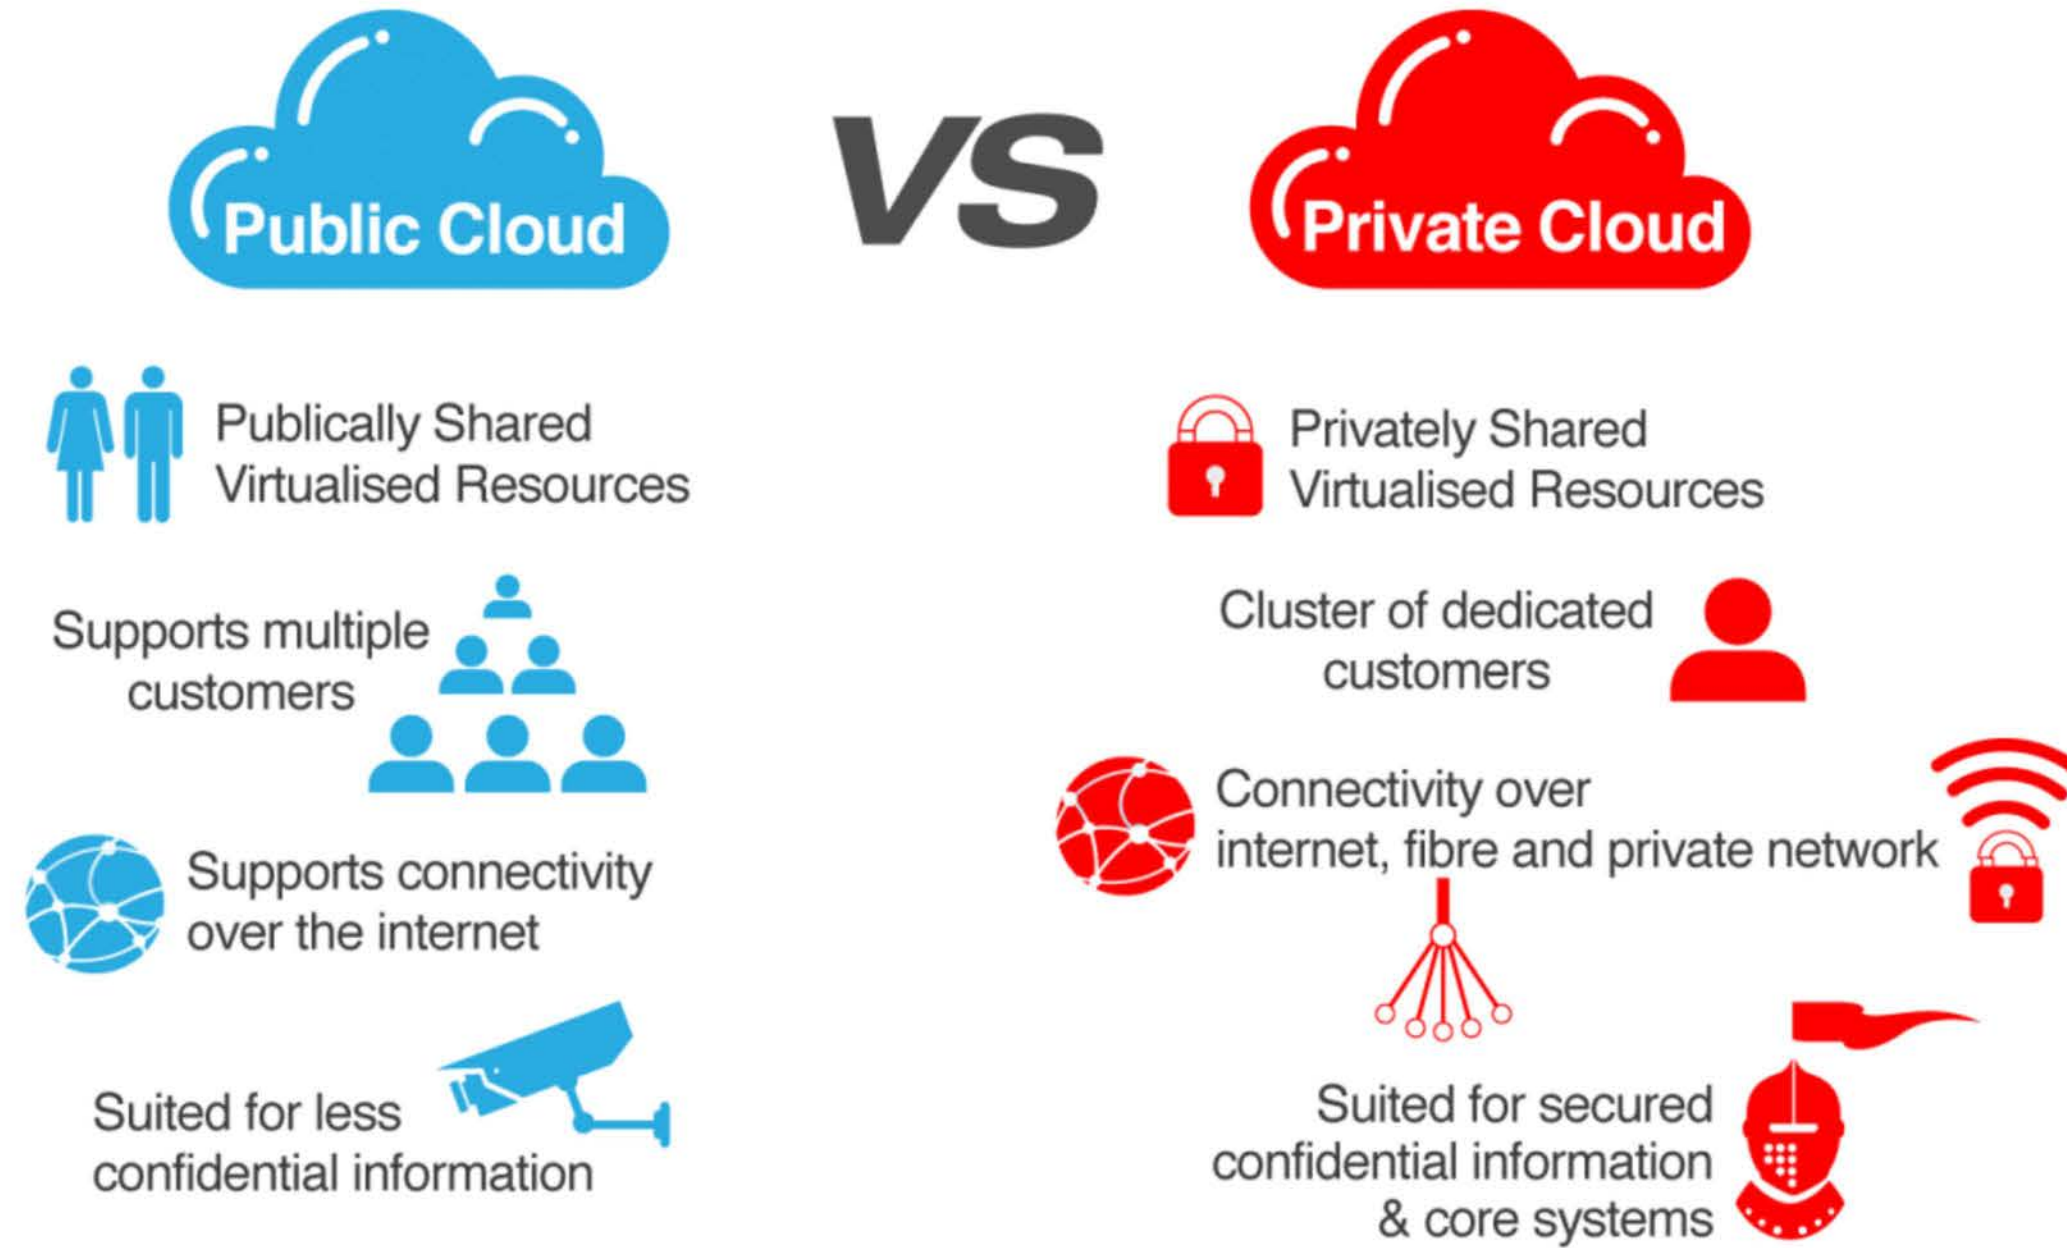 Public Cloud
VS
Private Cloud
Publically Shared
Virtualised Resources
Supports multiple
customers
Supports connectivity
over the internet
Suited for less
confidential information
Privately Shared
Virtualised Resources
Cluster of dedicated
customers
Connectivity over
internet, fibre and private network
Suited for secured
confidential information
& core systems